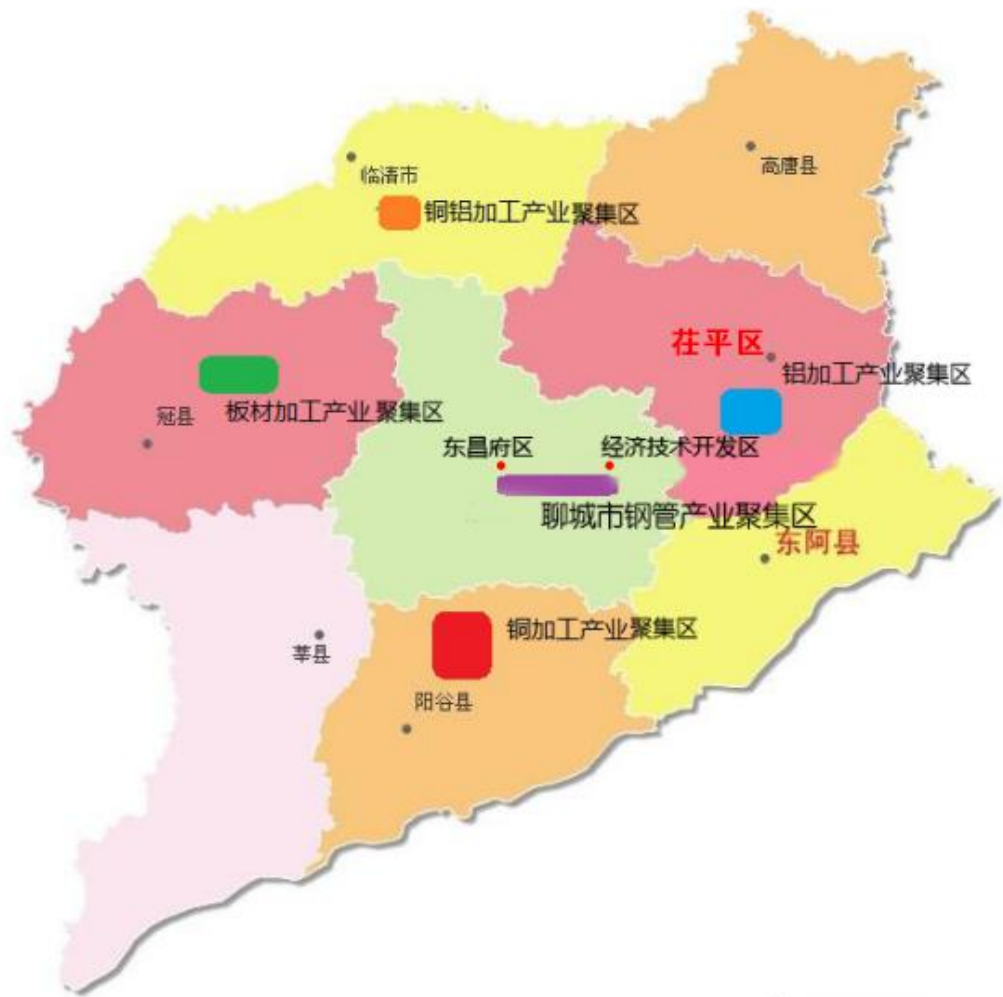 高唐县
临清市
铜铝加工产业聚集区
茌平区
铝加工产业聚集区
板材加工产业聚集区
冠县
东昌府区
经济技术开发区
聊城市钢管产业聚集区
东阿县
铜加工产业聚集区
莘县
阳谷县